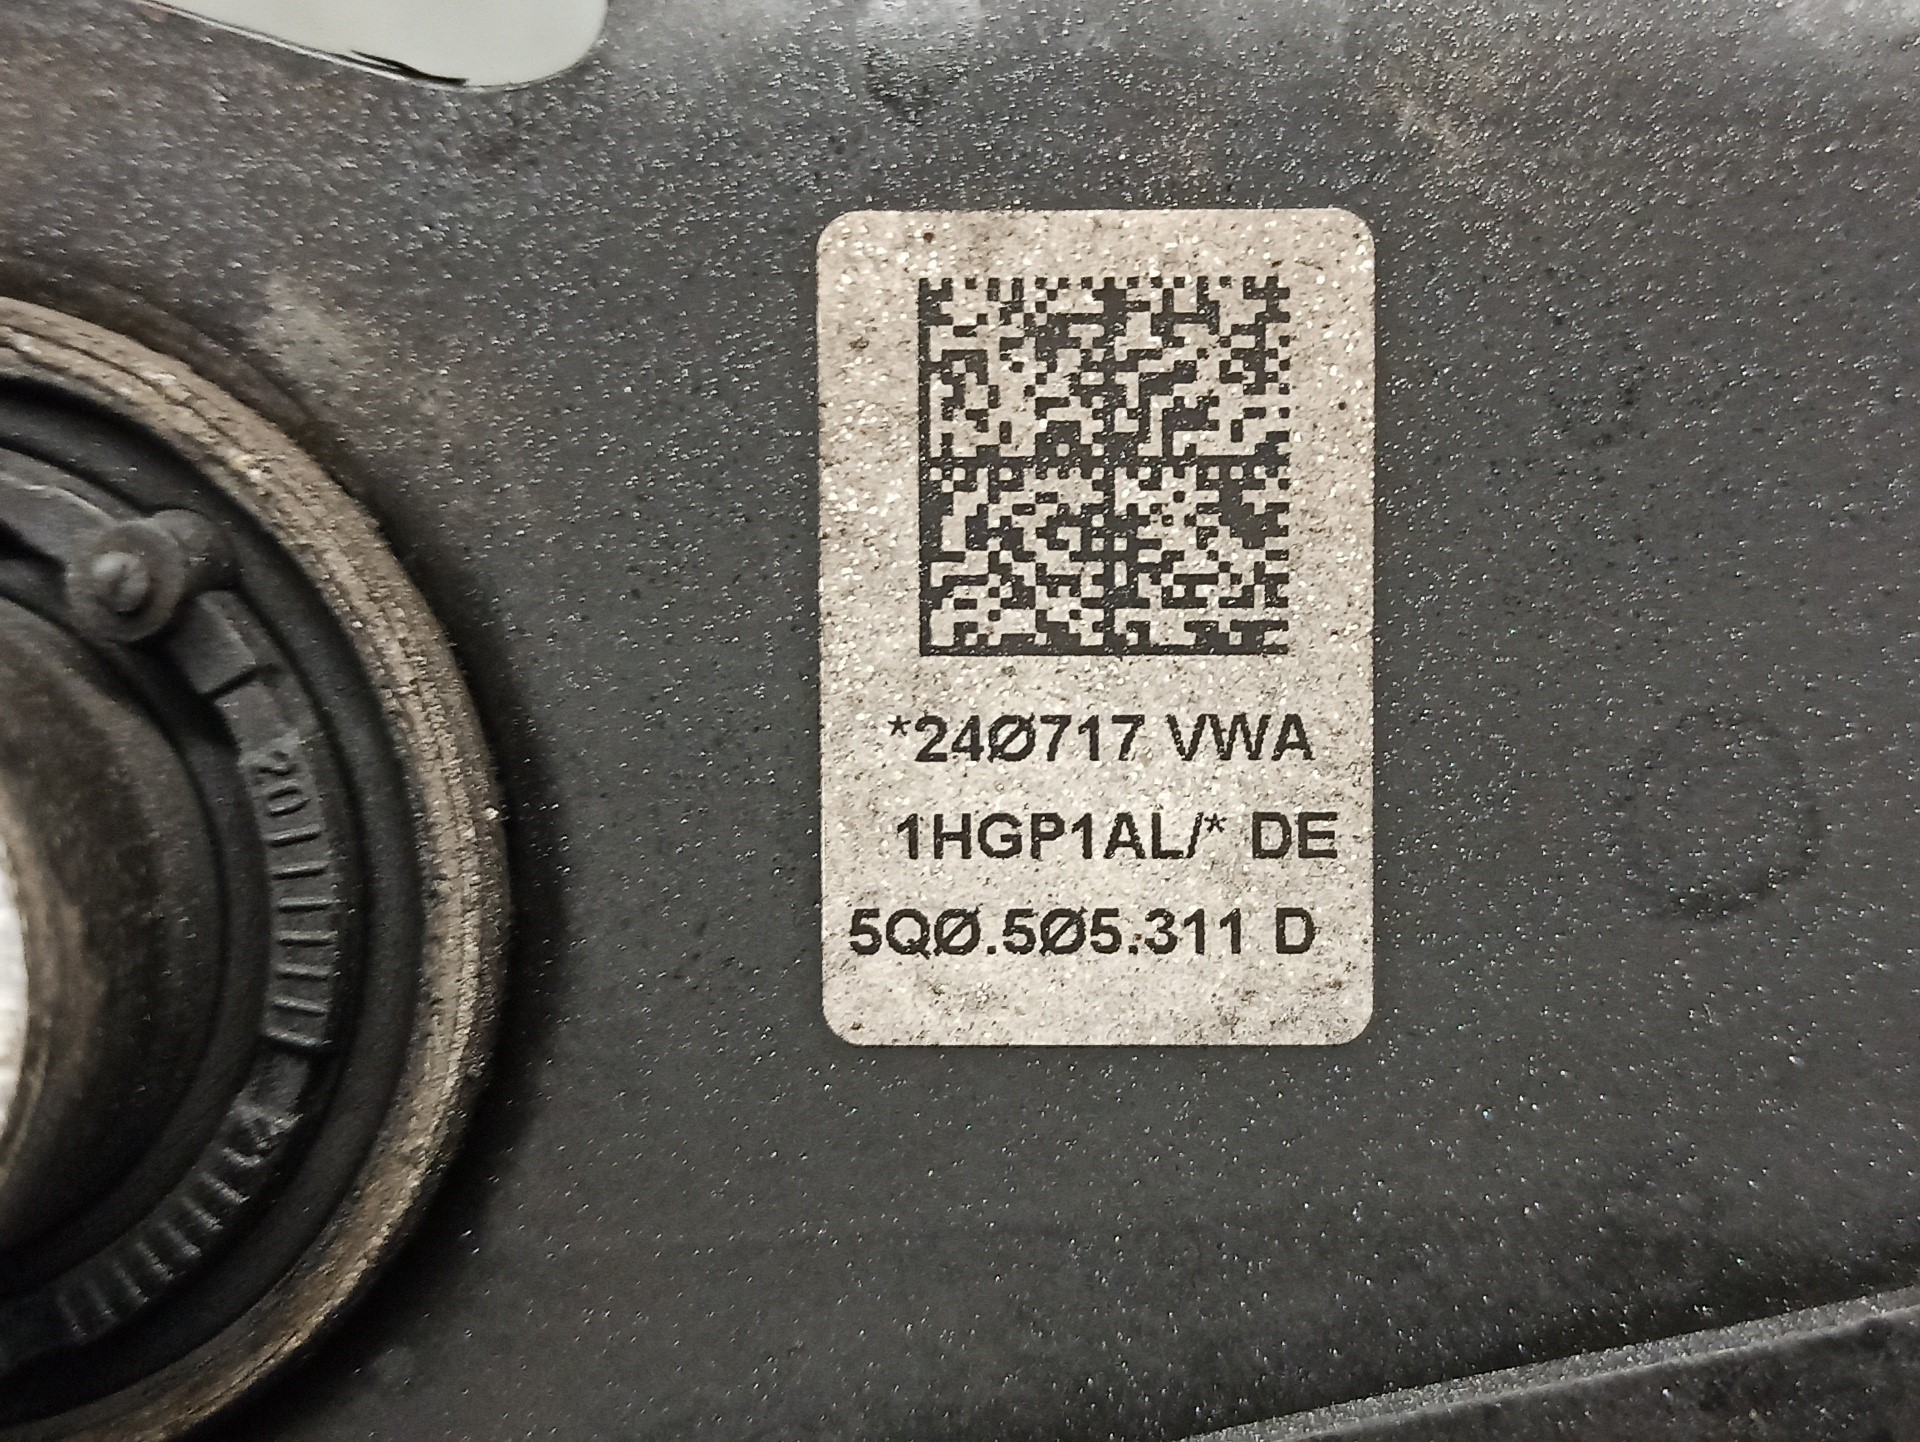 *24Ø717 VWA
1HGP1AL/* DE
5QØ.5Ø5.311 D